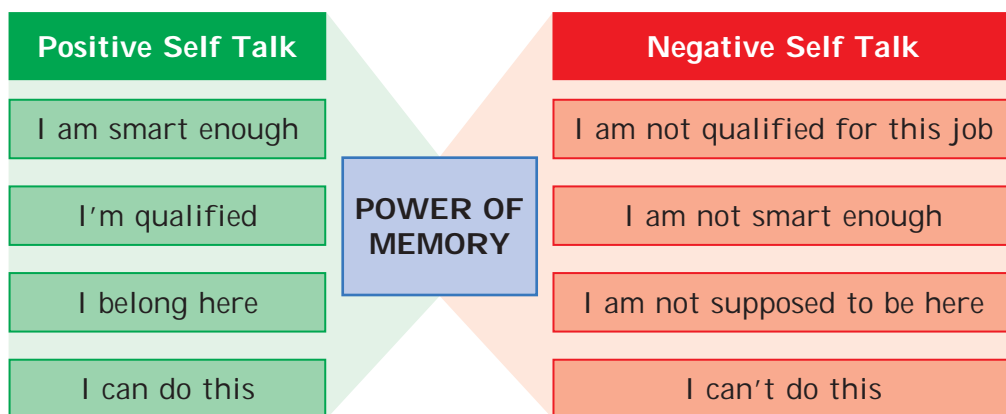 Positive Self Talk
I am smart enough
I'm qualified
I belong here
I can do this
POWER OF
MEMORY
Negative Self Talk
I am not qualified for this job
I am not smart enough
I am not supposed to be here
I can't do this